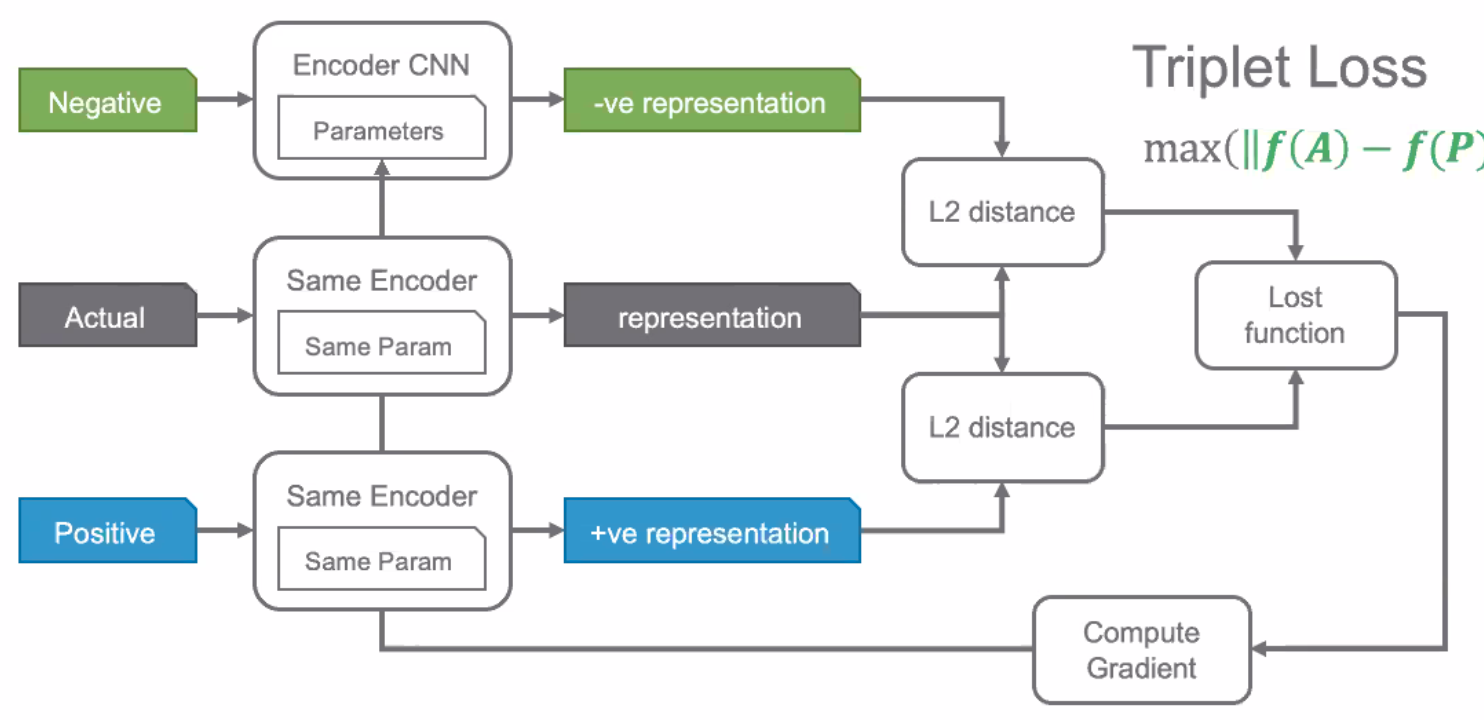 Triplet Loss
max(‖f(A) − f(P)
Negative
Encoder CNN
Parameters
-ve representation
L2 distance
Actual
Same Encoder
Same Param
representation
Lost
function
L2 distance
Positive
Same Encoder
Same Param
+ve representation
Compute
Gradient